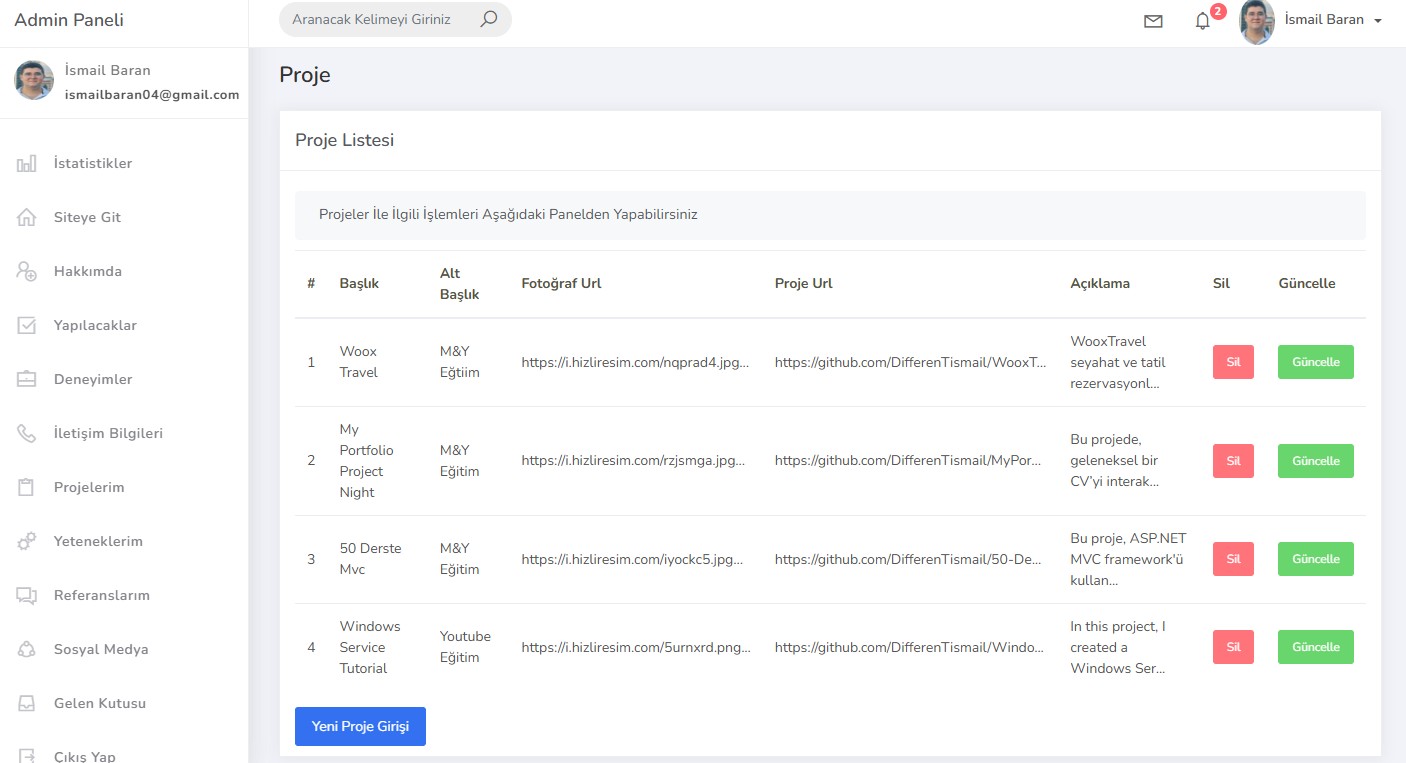 Admin Paneli
Aranacak Kelimeyi Giriniz
2
İsmail Baran
İsmail Baran
ismailbaran04@gmail.com
İstatistikler
Siteye Git
Hakkımda
Yapılacaklar
Deneyimler
İletişim Bilgileri
Projelerim
Yeteneklerim
Referanslarım
Sosyal Medya
Gelen Kutusu
Çıkış Yap
Proje
Proje Listesi
Projeler İle İlgili İşlemleri Aşağıdaki Panelden Yapabilirsiniz
# Başlık Alt Başlık Fotoğraf Url Proje Url Açıklama Sil Güncelle
1
Woox
Travel
M&Y
Eğtiim
https://i.hizliresim.com/nqprad4.jpg...
https://github.com/DifferenTismail/WooxT...
WooxTravel
seyahat ve tatil
rezervasyonl...
Sil
Güncelle
2
My
Portfolio
Project
Night
M&Y
Eğitim
https://i.hizliresim.com/rzjsmga.jpg...
https://github.com/DifferenTismail/MyPor...
Bu projede,
geleneksel bir
CV'yi interak...
Sil
Güncelle
3
50 Derste
Mvc
M&Y
Eğitim
https://i.hizliresim.com/iyockc5.jpg...
https://github.com/DifferenTismail/50-De...
Bu proje, ASP.NET
MVC framework'ü
kullan...
Sil
Güncelle
4
Windows
Service
Tutorial
Youtube
Eğitim
https://i.hizliresim.com/5urnxrd.png...
https://github.com/DifferenTismail/Windo...
In this project, I
created a
Windows Ser...
Sil
Güncelle
Yeni Proje Girişi